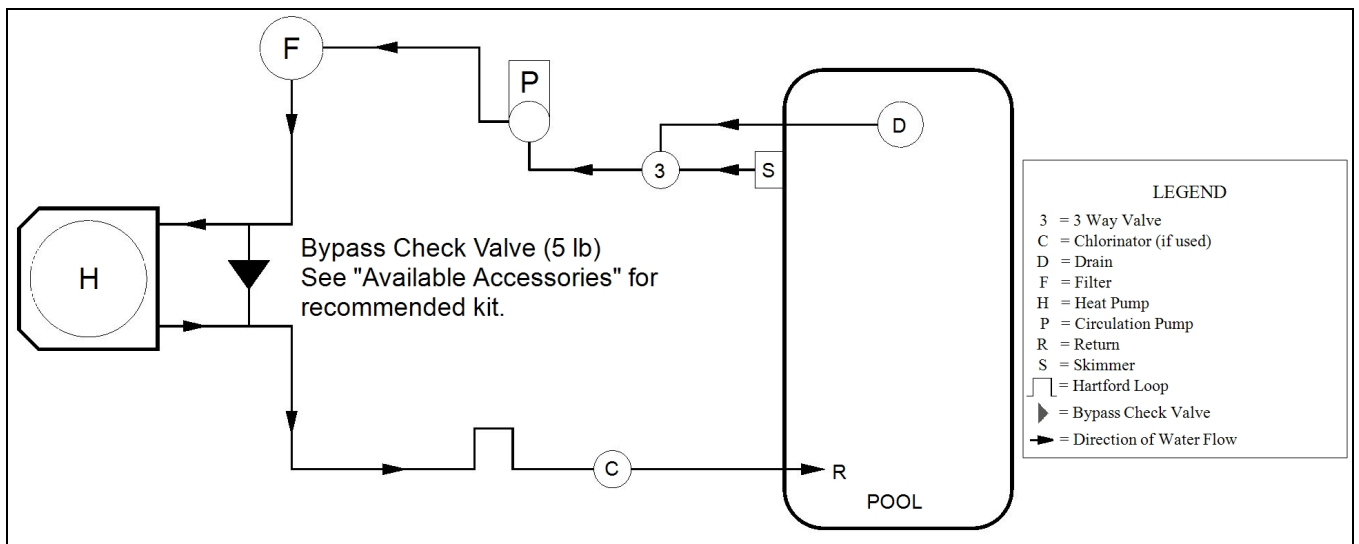 F
P
D
3
S
H
Bypass Check Valve (5 lb)
See "Available Accessories" for
recommended kit.
C
R
POOL
LEGEND
3 = 3 Way Valve
C = Chlorinator (if used)
D = Drain
F = Filter
H = Heat Pump
P = Circulation Pump
R = Return
S = Skimmer
= Hartford Loop
= Bypass Check Valve
= Direction of Water Flow